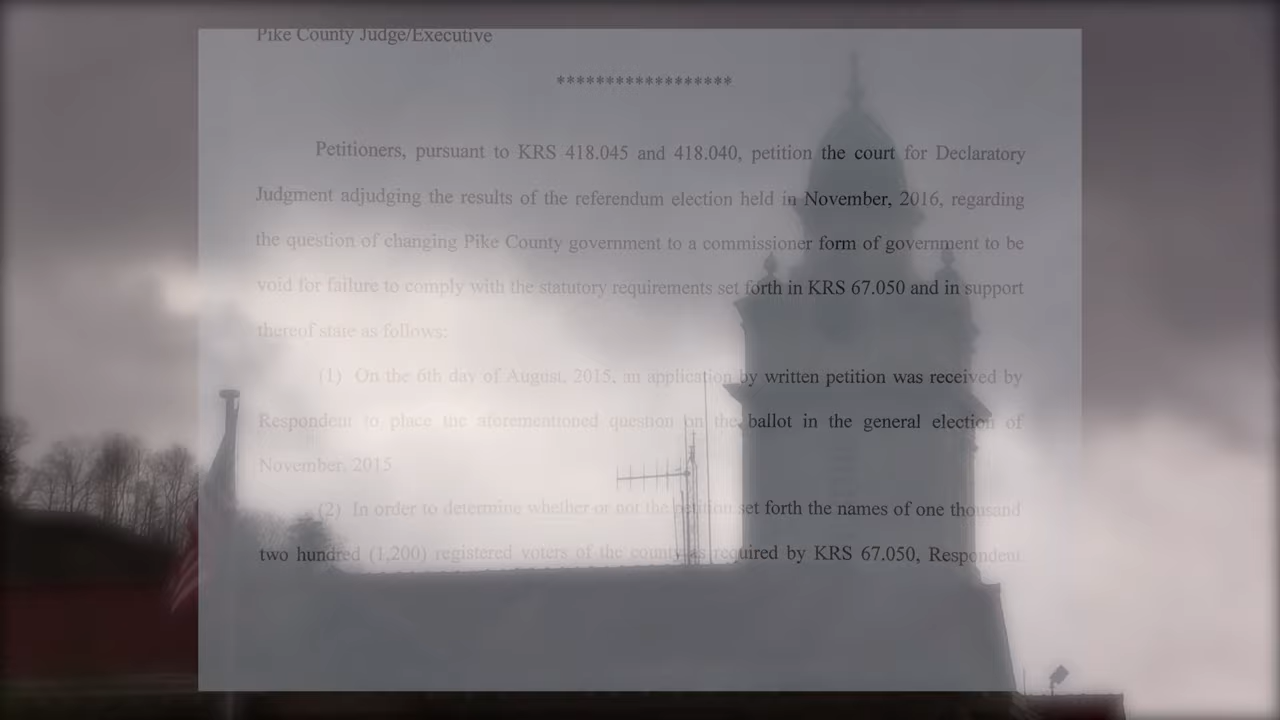 Pike County Judge/Executive
******************
Petitioners, pursuant to KRS 418.045 and 418.040, petition the court for Declaratory
Judgment adjudging the results of the referendum election held in November, 2016, regarding
the question of changing Pike County government to a commissioner form of government to be
void for failure to comply with the statutory requirements set forth in KRS 67.050 and in support
thereof state as follows:
(1) On the 6th day of August, 2015, an application by written petition was received by
Respondent to place the aforementioned question on the ballot in the general election of
November, 2015
(2) In order to determine whether or not the petition set forth the names of one thousand
two hundred (1,200) registered voters of the county as required by KRS 67.050, Respondent